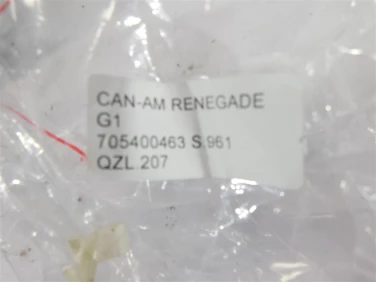 CAN-AM RENEGADE
G1
705400463 S.961
QZL.207